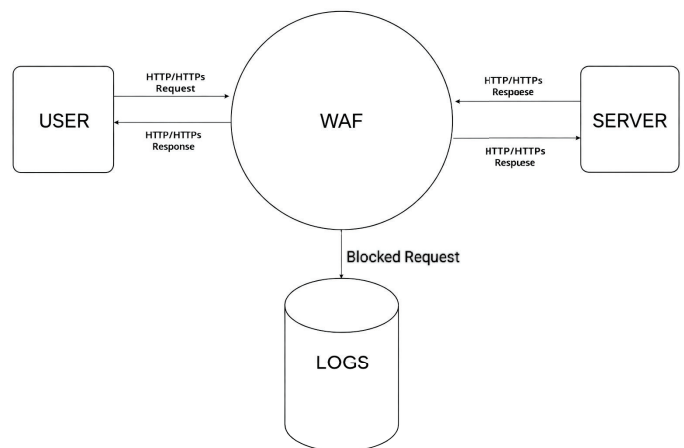 HTTP/HTTPs
Request
HTTP/HTTPs
Respoese
USER
WAF
SERVER
HTTP/HTTPs
Response
HTTP/HTTPs
Respuese
Blocked Request
LOGS